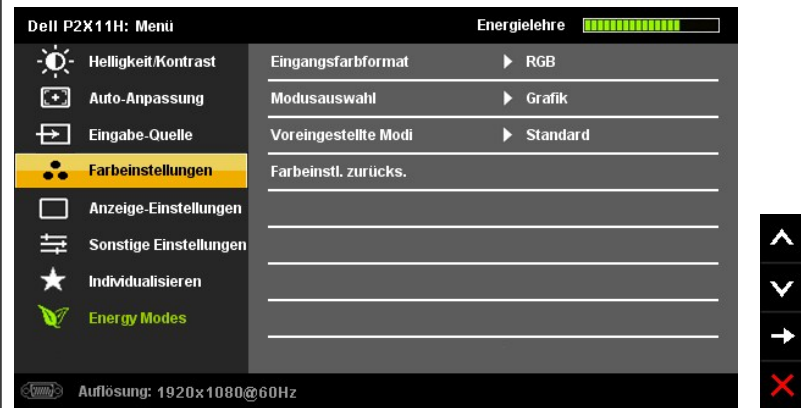 Dell P2X11H: Menü Energielehre
Helligkeit/Kontrast Eingangsfarbformat RGB
Auto-Anpassung Modusauswahl Grafik
Eingabe-Quelle Voreingestellte Modi Standard
Farbeinstellungen Farbeinstl. zurücks.
Anzeige-Einstellungen
Sonstige Einstellungen
Individualisieren
Energy Modes
Auflösung: 1920x1080@60Hz